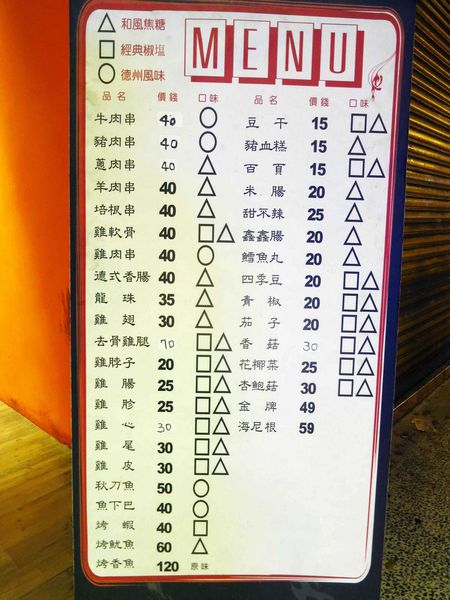 △ 和風焦糖
□ 經典椒塩
○ 德州風味
MENU
品名 價錢 口味
牛肉串 40 ○
豬肉串 40 ○
蔥肉串 40 △
羊肉串 40 △
培根串 40 △
雞軟骨 40 □△
雞肉串 40 ○
德式香腸 40 △
龍珠 35 △
雞翅 30 △
去骨雞腿 70 □△
雞脖子 20 □△
雞腸 25 □△
雞胗 25 □△
雞心 30 □△
雞尾 30 □△
雞皮 30 □△
秋刀魚 50 ○
魚下巴 40 ○
烤蝦 40 □
烤魷魚 60 △
烤香魚 120 原味
品名 價錢 口味
豆干 15 □△
豬血糕 15 △
百頁 15 □△
米腸 20 △
甜不辣 25 △
鑫鑫腸 20 △
鱈魚丸 20 △
四季豆 20 □△
青椒 20 □△
茄子 20 □△
香菇 30 □△
花椰菜 25 □△
杏鮑菇 30 □△
金牌 49
海尼根 59